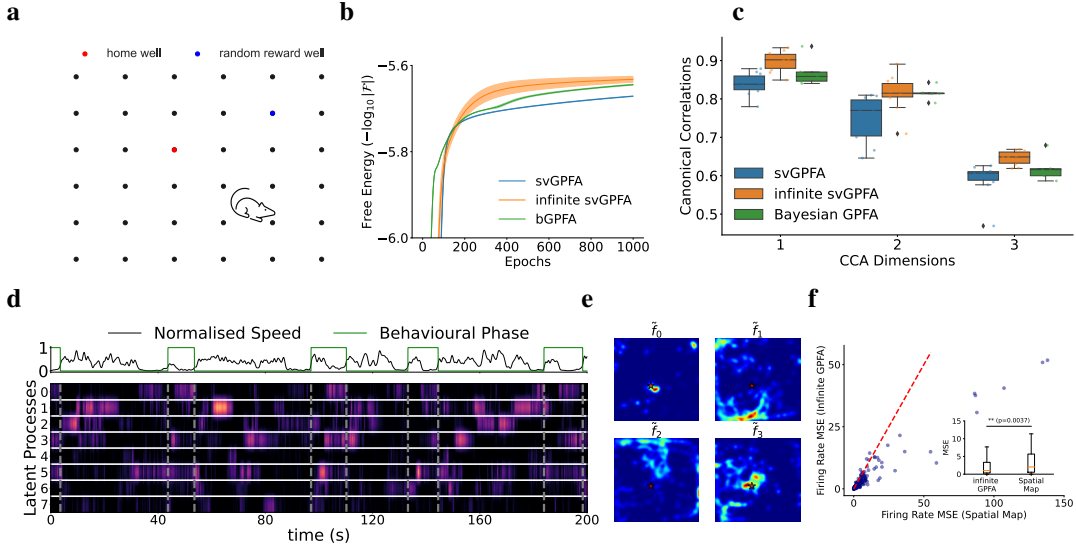 a
home well
random reward well
b
Free Energy (−log₁₀ |F|)
−5.6
−5.8
−6.0
svGPFA
infinite svGPFA
bGPFA
0 200 400 600 800 1000
Epochs
c
Canonical Correlations
0.9
0.8
0.7
0.6
0.5
svGPFA
infinite svGPFA
Bayesian GPFA
1 2 3
CCA Dimensions
d
Normalised Speed
Behavioural Phase
1
0
Latent Processes
0
1
2
3
4
5
6
7
0 40 80 120 160 200
time (s)
e
f̃₀
f̃₁
f̃₂
f̃₃
f
Firing Rate MSE (Infinite GPFA)
50
25
0
0 50 100 150
Firing Rate MSE (Spatial Map)
** (p=0.0037)
MSE
15
10
5
0
infinite
GPFA
Spatial
Map